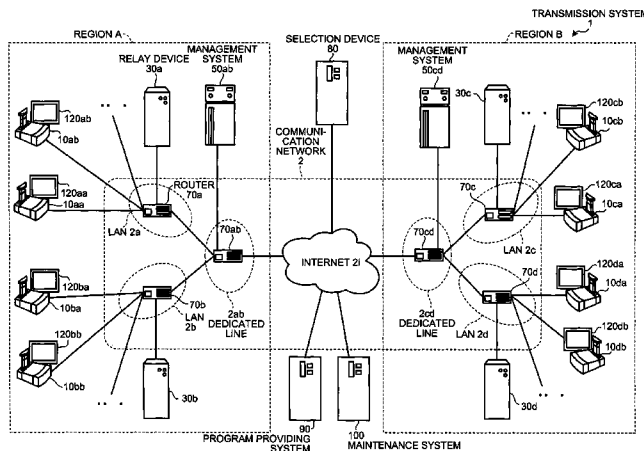 TRANSMISSION SYSTEM
1
REGION A
REGION B
RELAY DEVICE
30a
MANAGEMENT
SYSTEM
50ab
SELECTION DEVICE
80
MANAGEMENT
SYSTEM
50cd
30c
120ab
10ab
120aa
10aa
LAN 2a
ROUTER
70a
COMMUNI-
CATION
NETWORK
2
70ab
INTERNET 2i
70cd
70c
LAN 2c
120cb
10cb
120ca
10ca
120ba
10ba
120bb
10bb
70b
LAN
2b
2ab
DEDICATED
LINE
2cd
DEDICATED
LINE
70d
LAN 2d
120da
10da
120db
10db
30b
30d
90
PROGRAM PROVIDING
SYSTEM
100
MAINTENANCE SYSTEM